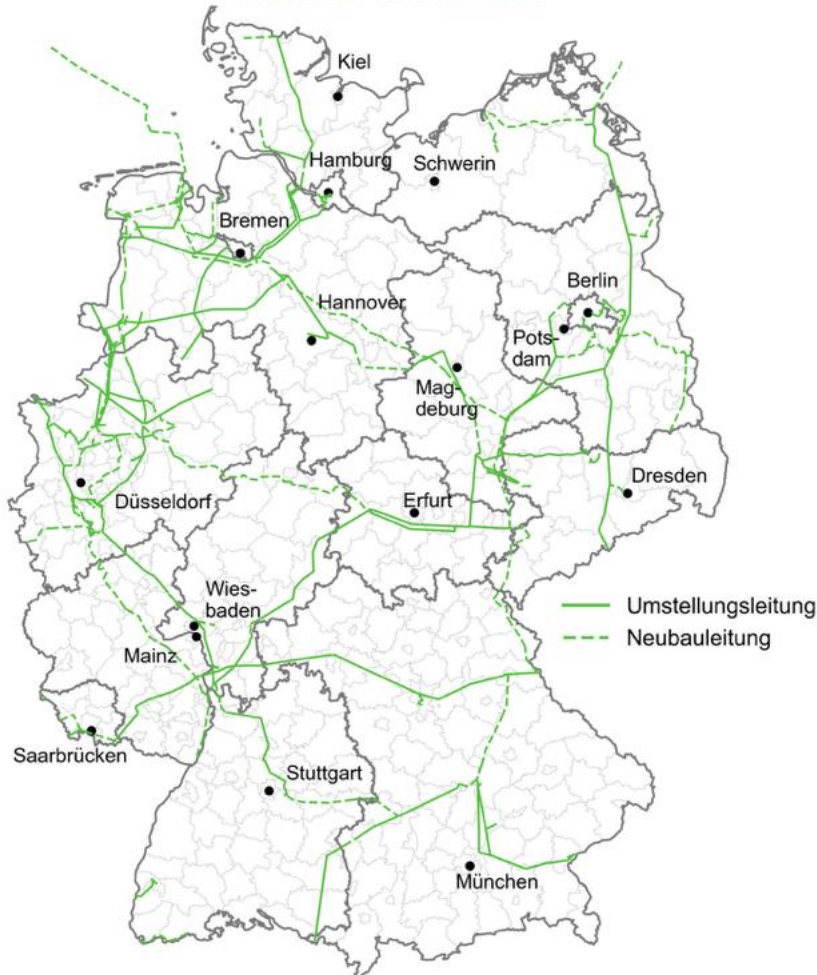 Kiel
Hamburg
Schwerin
Bremen
Berlin
Hannover
Pots-
dam
Mag-
deburg
Düsseldorf
Erfurt
Dresden
Wies-
baden
Umstellungsleitung
Neubauleitung
Mainz
Saarbrücken
Stuttgart
München